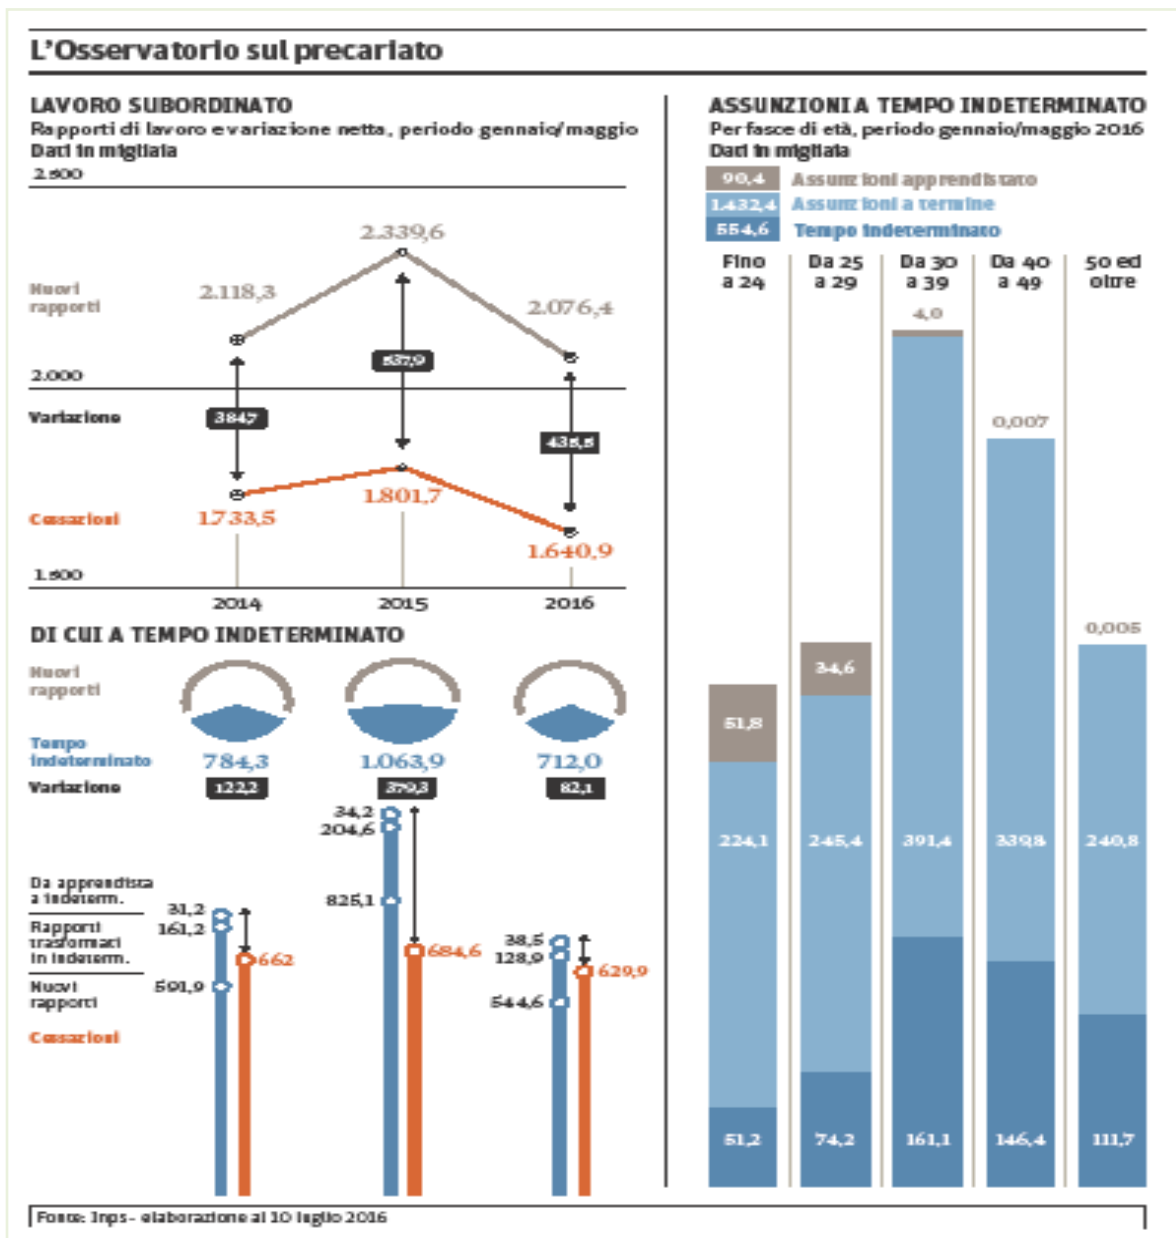 L'Osservatorio sul precariato
LAVORO SUBORDINATO
Rapporti di lavoro e variazione netta, periodo gennaio/maggio
Dati in migliaia
2.500
2.339,6
2.118,3
2.076,4
Nuovi
rapporti
537,9
2.000
Variazione
384,7
435,5
1.801,7
Cessazioni
1.733,5
1.640,9
1.500
2014
2015
2016
DI CUI A TEMPO INDETERMINATO
Nuovi
rapporti
Tempo
indeterminato
784,3
1.063,9
712,0
Variazione
122,2
379,3
82,1
34,2
204,6
Da apprendista
a indeterm.
825,1
31,2
161,2
Rapporti
trasformati
in indeterm.
38,5
128,9
662
684,6
629,9
Nuovi
rapporti
591,9
544,6
Cessazioni
ASSUNZIONI A TEMPO INDETERMINATO
Per fasce di età, periodo gennaio/maggio 2016
Dati in migliaia
90,4 Assunzioni apprendistato
1.432,4 Assunzioni a termine
554,6 Tempo indeterminato
Fino
a 24
Da 25
a 29
Da 30
a 39
Da 40
a 49
50 ed
oltre
4,0
0,007
0,005
34,6
51,8
224,1
245,4
391,4
339,8
240,8
51,2
74,2
161,1
146,4
111,7
Fonte: Inps - elaborazione al 10 luglio 2016